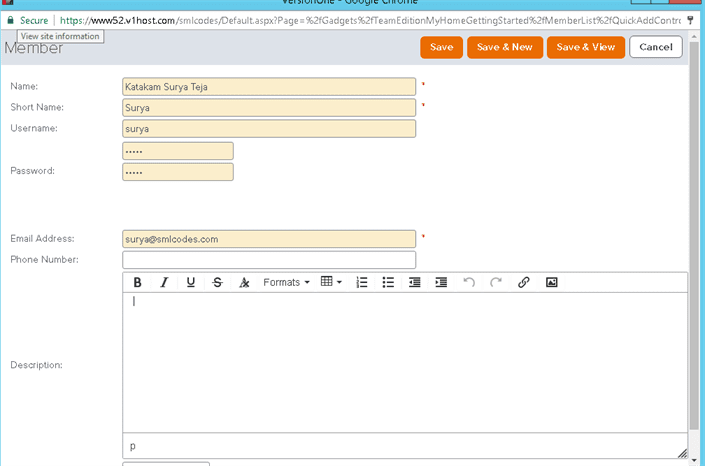 VersionOne - Google Chrome
Secure | https://www52.v1host.com/smlcodes/Default.aspx?Page=%2fGadgets%2fTeamEditionMyHomeGettingStarted%2fMemberList%2fQuickAddContro
View site information
Member
Save
Save & New
Save & View
Cancel
Name: Katakam Surya Teja *
Short Name: Surya *
Username: surya
•••••
Password: •••••
Email Address: surya@smlcodes.com *
Phone Number:
B I U S Formats
Description:
p